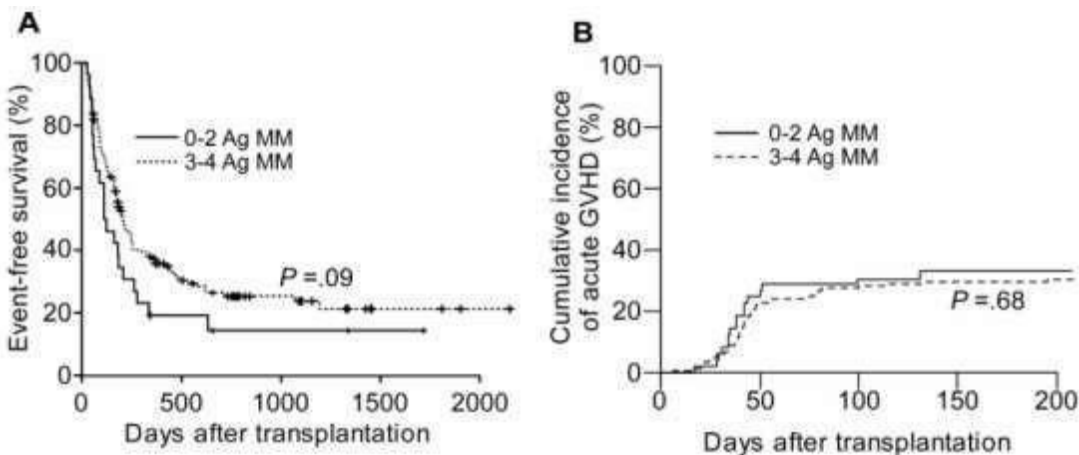 A
Event-free survival (%)
100
80
60
40
20
0
0-2 Ag MM
3-4 Ag MM
P =.09
0 500 1000 1500 2000
Days after transplantation
B
Cumulative incidence
of acute GVHD (%)
100
80
60
40
20
0
0-2 Ag MM
3-4 Ag MM
P =.68
0 50 100 150 200
Days after transplantation